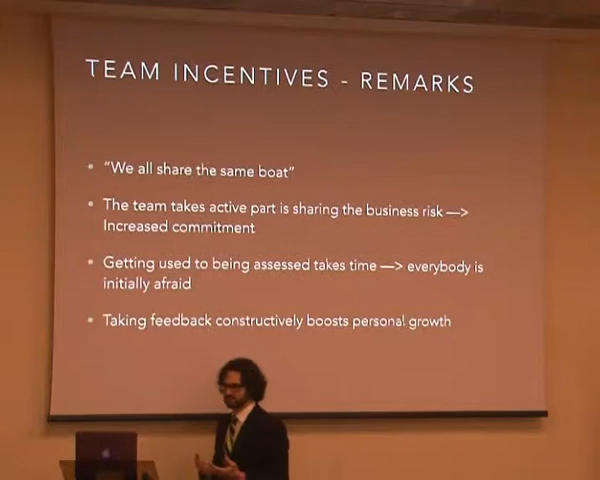 TEAM INCENTIVES - REMARKS
• "We all share the same boat"
• The team takes active part is sharing the business risk —>
Increased commitment
• Getting used to being assessed takes time —> everybody is
initially afraid
• Taking feedback constructively boosts personal growth